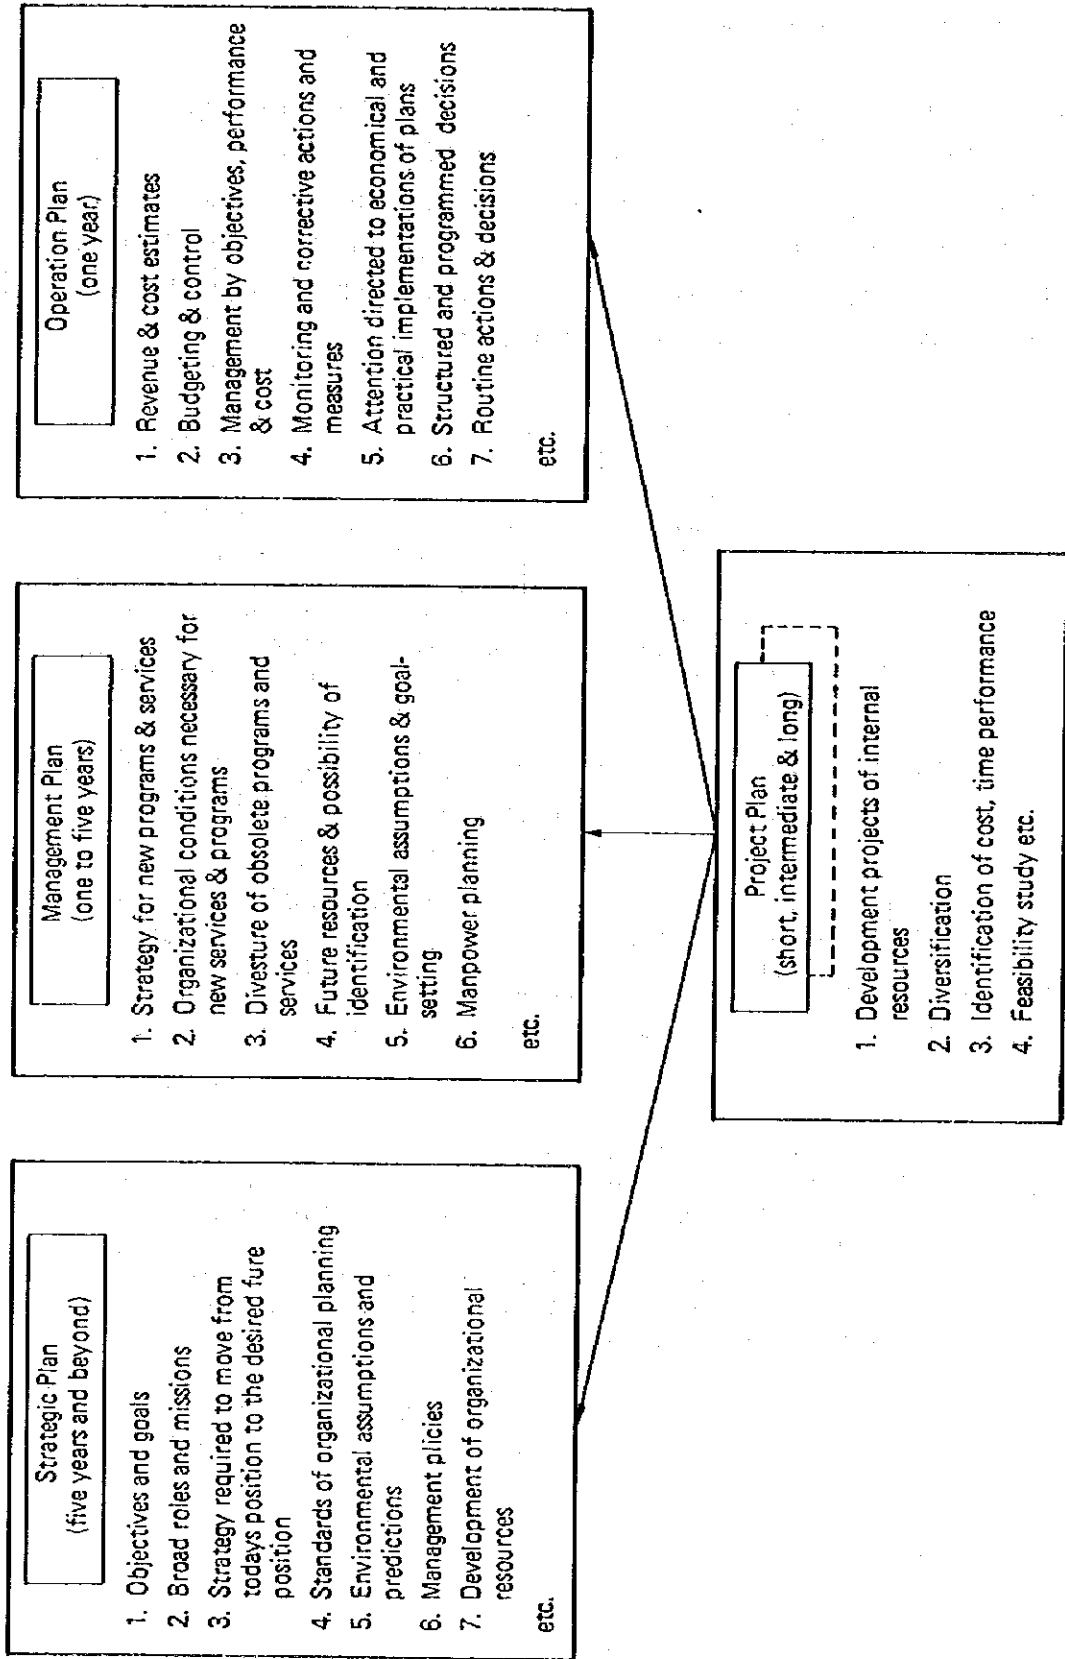 Strategic Plan
(five years and beyond)
1. Objectives and goals
2. Broad roles and missions
3. Strategy required to move from
todays position to the desired fure
position
4. Standards of organizational planning
5. Environmental assumptions and
predictions
6. Management plicies
7. Development of organizational
resources
etc.
Management Plan
(one to five years)
1. Strategy for new programs & services
2. Organizational conditions necessary for
new services & programs
3. Divesture of obsolete programs and
services
4. Future resources & possibility of
identification
5. Environmental assumptions & goal-
setting
6. Manpower planning
etc.
Operation Plan
(one year)
1. Revenue & cost estimates
2. Budgeting & control
3. Management by objectives, performance
& cost
4. Monitoring and corrective actions and
measures
5. Attention directed to economical and
practical implementations of plans
6. Structured and programmed decisions
7. Routine actions & decisions
etc.
Project Plan
(short, intermediate & long)
1. Development projects of internal
resources
2. Diversification
3. Identification of cost, time performance
4. Feasibility study etc.